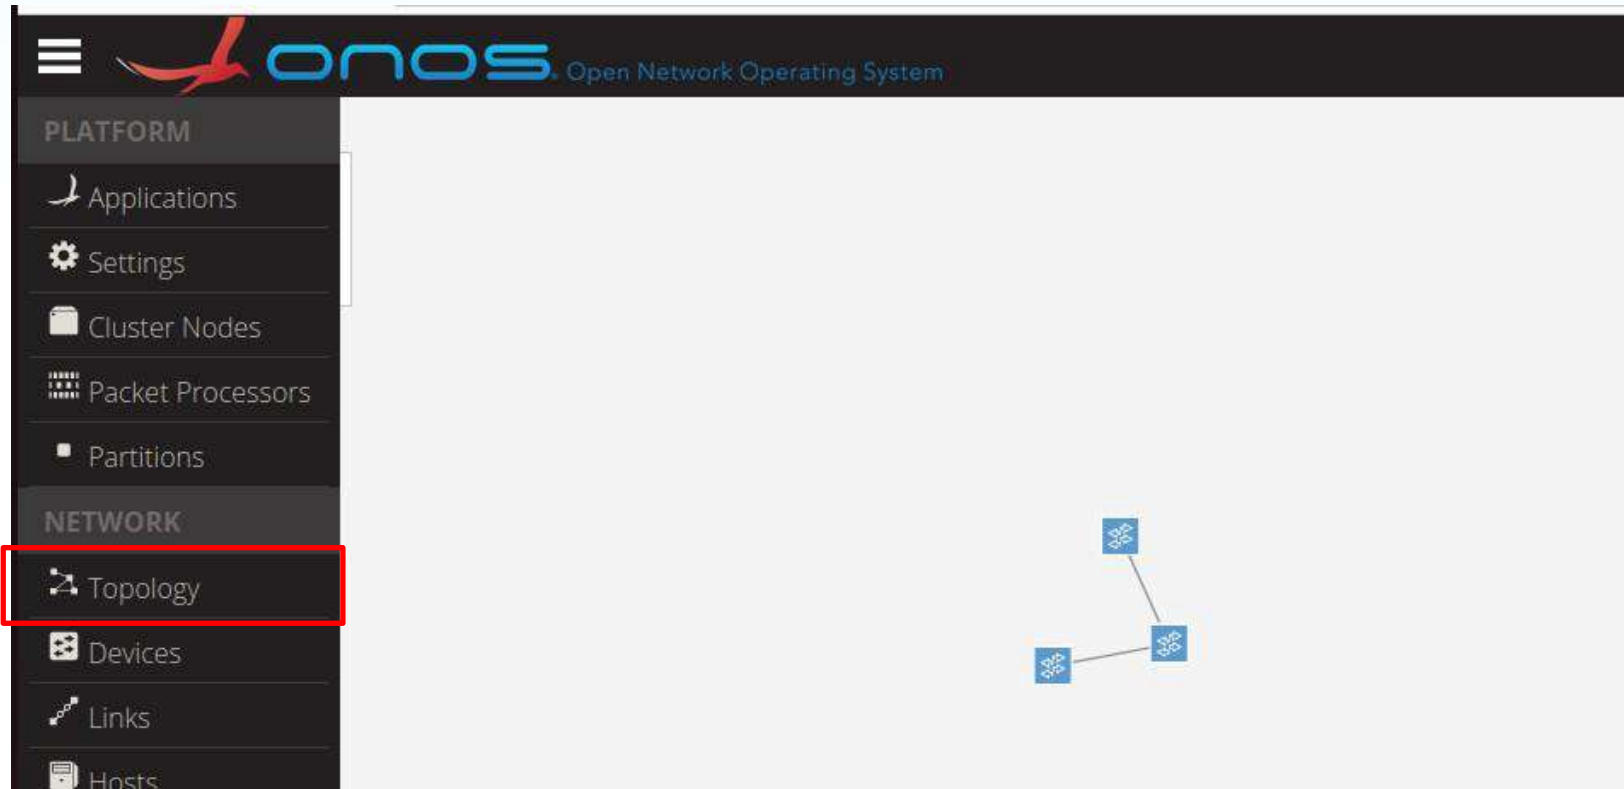 onos. Open Network Operating System
PLATFORM
Applications
Settings
Cluster Nodes
Packet Processors
Partitions
NETWORK
Topology
Devices
Links
Hosts